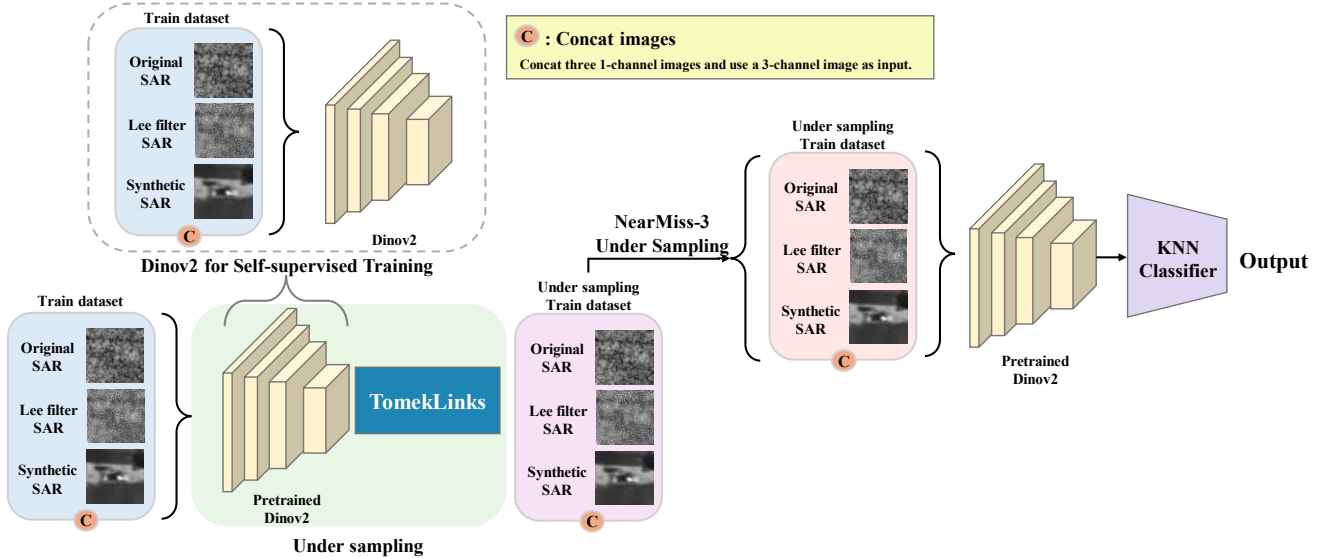 Train dataset
Original
SAR
Lee filter
SAR
Synthetic
SAR
C
Dinov2
Dinov2 for Self-supervised Training
C : Concat images
Concat three 1-channel images and use a 3-channel image as input.
Train dataset
Original
SAR
Lee filter
SAR
Synthetic
SAR
C
Pretrained
Dinov2
TomekLinks
Under sampling
Under sampling
Train dataset
Original
SAR
Lee filter
SAR
Synthetic
SAR
C
NearMiss-3
Under Sampling
Under sampling
Train dataset
Original
SAR
Lee filter
SAR
Synthetic
SAR
C
Pretrained
Dinov2
KNN
Classifier
Output